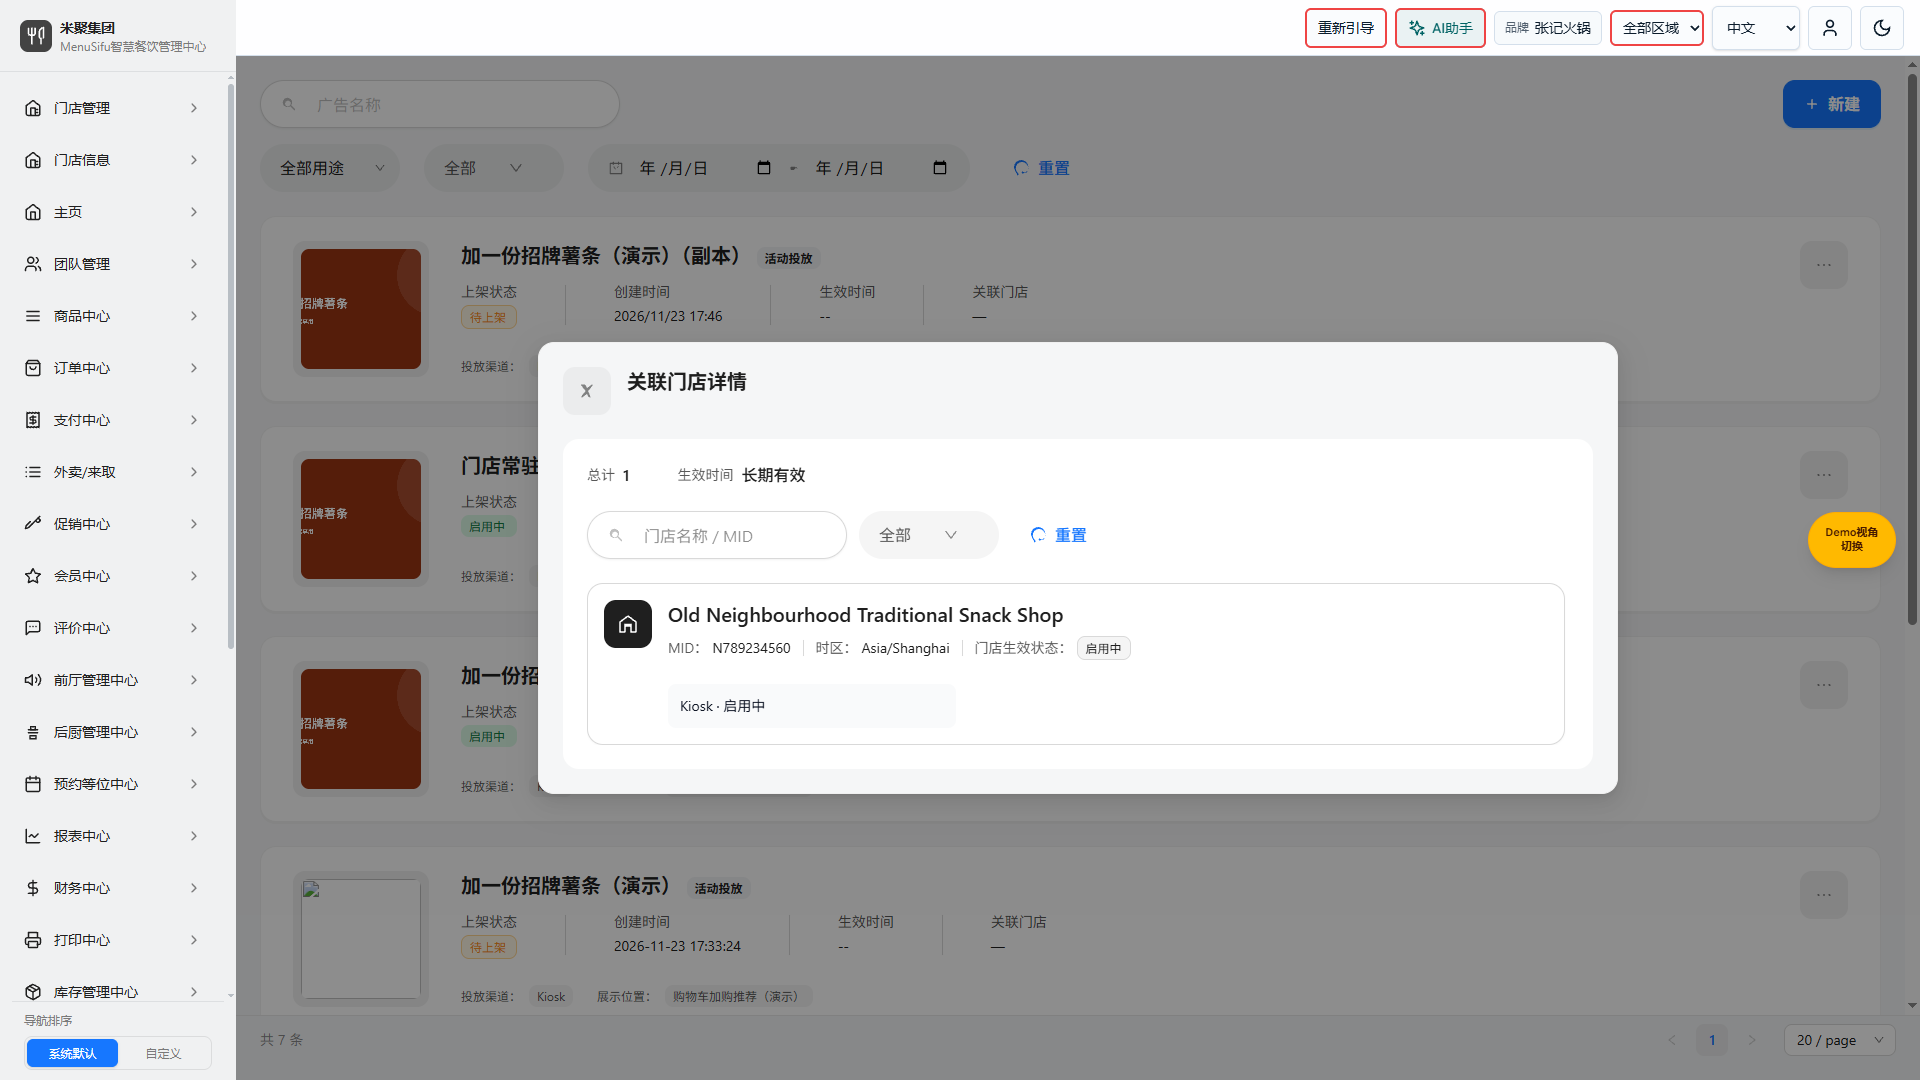 米聚集团
MenuSifu智慧餐饮管理中心
重新引导
AI助手
品牌 张记火锅
全部区域
中文
门店管理
门店信息
主页
团队管理
商品中心
订单中心
支付中心
外卖/来取
促销中心
会员中心
评价中心
前厅管理中心
后厨管理中心
预约等位中心
报表中心
财务中心
打印中心
库存管理中心
导航排序
系统默认 自定义
广告名称
+ 新建
全部用途 全部 年 /月/日 - 年 /月/日 重置
加一份招牌薯条（演示）（副本） 活动投放
上架状态 创建时间 生效时间 关联门店
待上架 2026/11/23 17:46 -- —
投放渠道：
招牌薯条
门店常驻
上架状态
启用中
投放渠道：
招牌薯条
加一份招
上架状态
启用中
投放渠道：
招牌薯条
关联门店详情
总计 1 生效时间 长期有效
门店名称 / MID 全部 重置
Old Neighbourhood Traditional Snack Shop
MID： N789234560 时区： Asia/Shanghai 门店生效状态： 启用中
Kiosk · 启用中
Demo视角
切换
加一份招牌薯条（演示） 活动投放
上架状态 创建时间 生效时间 关联门店
待上架 2026-11-23 17:33:24 -- —
投放渠道： Kiosk 展示位置： 购物车加购推荐（演示）
共 7 条
1
20 / page